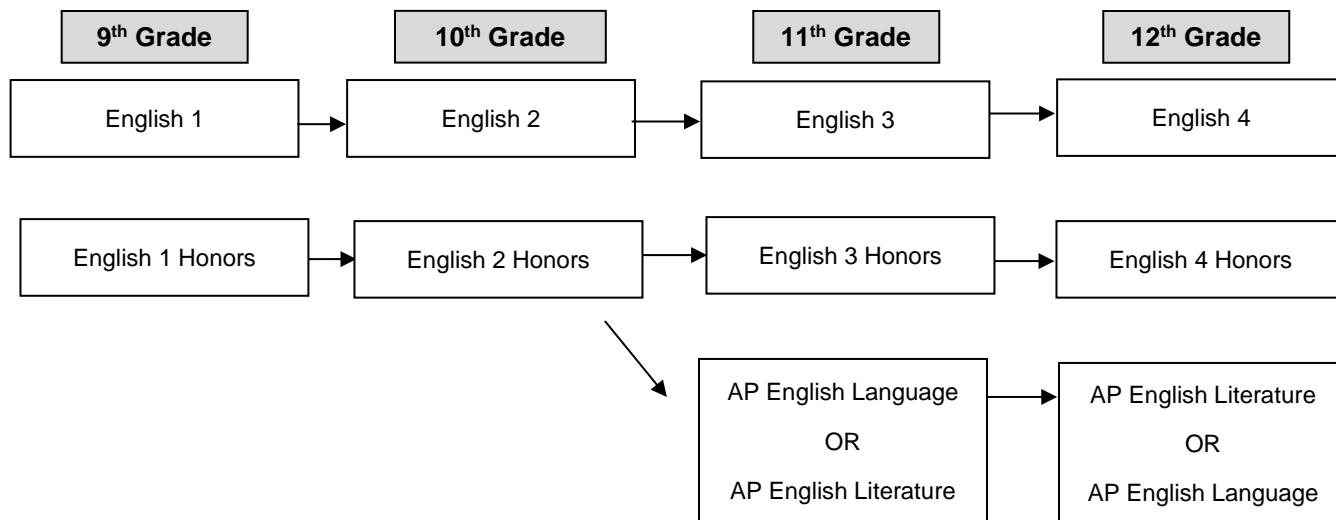 9th Grade
10th Grade
11th Grade
12th Grade
English 1
English 2
English 3
English 4
English 1 Honors
English 2 Honors
English 3 Honors
English 4 Honors
AP English Language
OR
AP English Literature
AP English Literature
OR
AP English Language